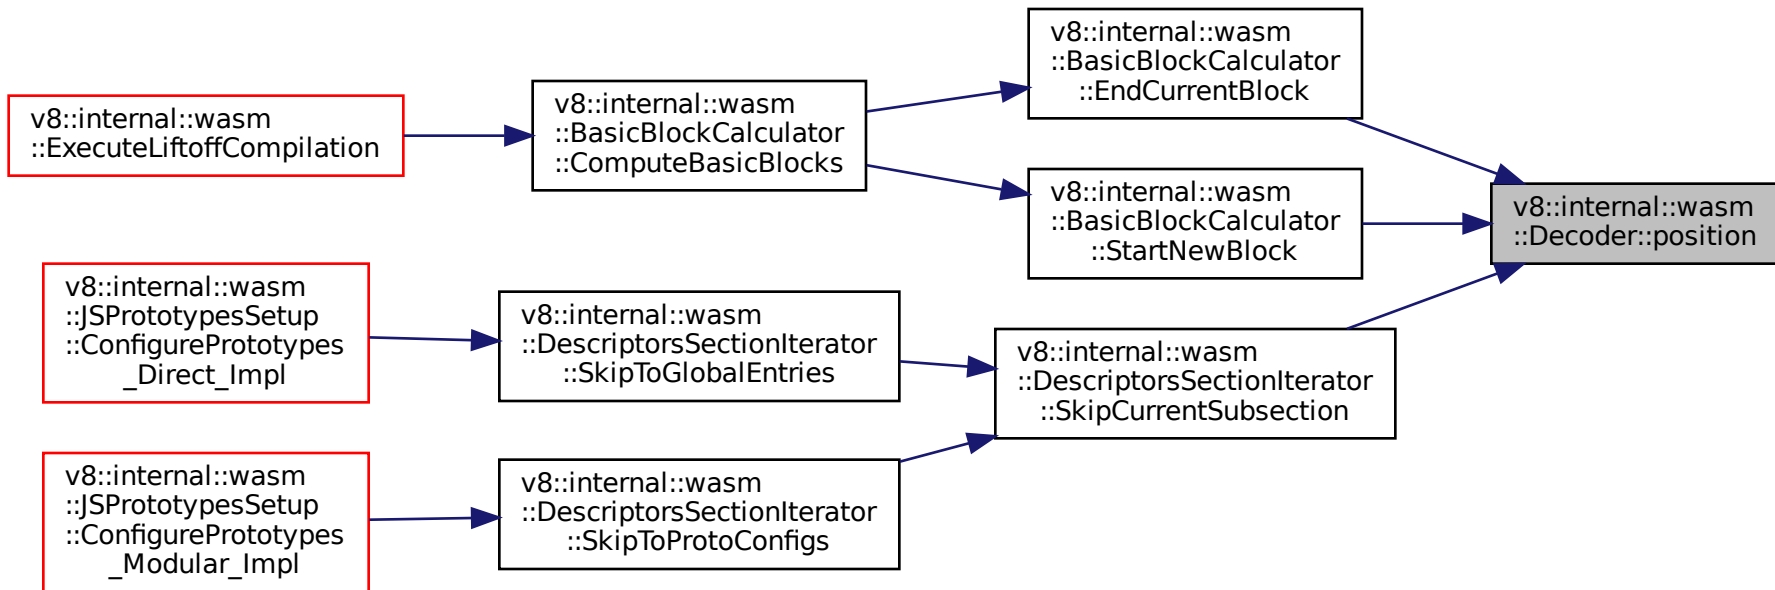 v8::internal::wasm
::ExecuteLiftoffCompilation
v8::internal::wasm
::BasicBlockCalculator
::ComputeBasicBlocks
v8::internal::wasm
::BasicBlockCalculator
::EndCurrentBlock
v8::internal::wasm
::BasicBlockCalculator
::StartNewBlock
v8::internal::wasm
::Decoder::position
v8::internal::wasm
::JSPrototypesSetup
::ConfigurePrototypes
_Direct_Impl
v8::internal::wasm
::DescriptorsSectionIterator
::SkipToGlobalEntries
v8::internal::wasm
::DescriptorsSectionIterator
::SkipCurrentSubsection
v8::internal::wasm
::JSPrototypesSetup
::ConfigurePrototypes
_Modular_Impl
v8::internal::wasm
::DescriptorsSectionIterator
::SkipToProtoConfigs